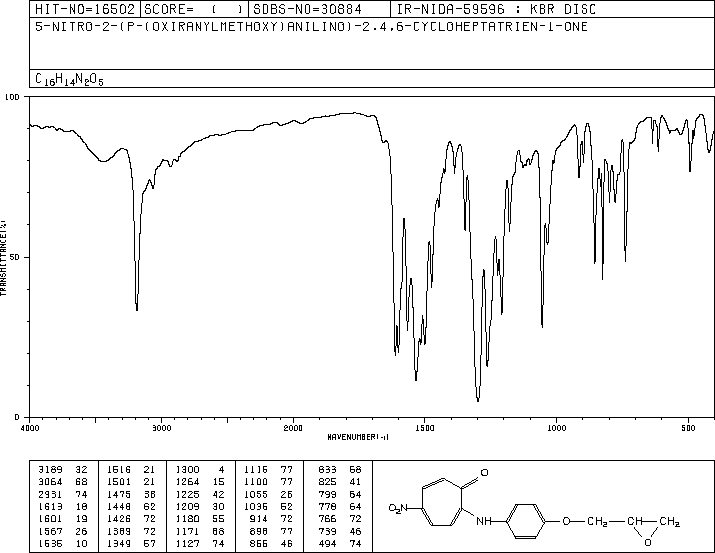 HIT-NO=16502 SCORE= ( ) SDBS-NO=30884 IR-NIDA-59596 : KBR DISC
5-NITRO-2-(P-(OXIRANYLMETHOXY)ANILINO)-2,4,6-CYCLOHEPTATRIEN-1-ONE
C16H14N2O5
100
50
0
TRANSMITTANCE(%)
4000 3000 2000 1500 1000 500
WAVENUMBER(-1)
3189 32 1516 21 1300 4 1115 77 833 58
3064 68 1501 21 1264 15 1100 77 825 41
2931 74 1475 38 1225 42 1055 26 799 64
1613 18 1448 62 1209 30 1036 52 778 64
1601 19 1426 72 1180 55 914 72 766 72
1567 26 1389 72 1171 68 898 77 739 46
1535 10 1349 57 1127 74 855 46 494 74
O
O2N
NH
O
CH2
CH
CH2
O